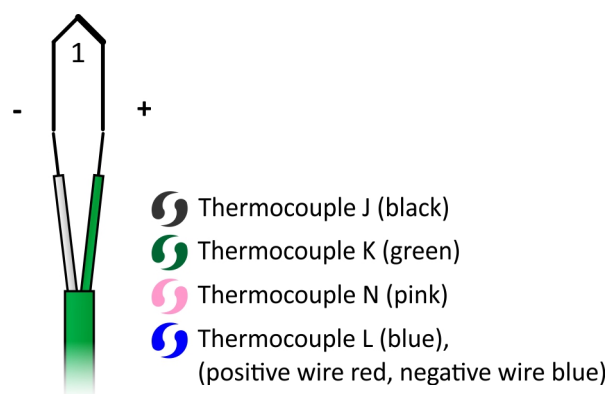 1
- +
Thermocouple J (black)
Thermocouple K (green)
Thermocouple N (pink)
Thermocouple L (blue),
(positive wire red, negative wire blue)